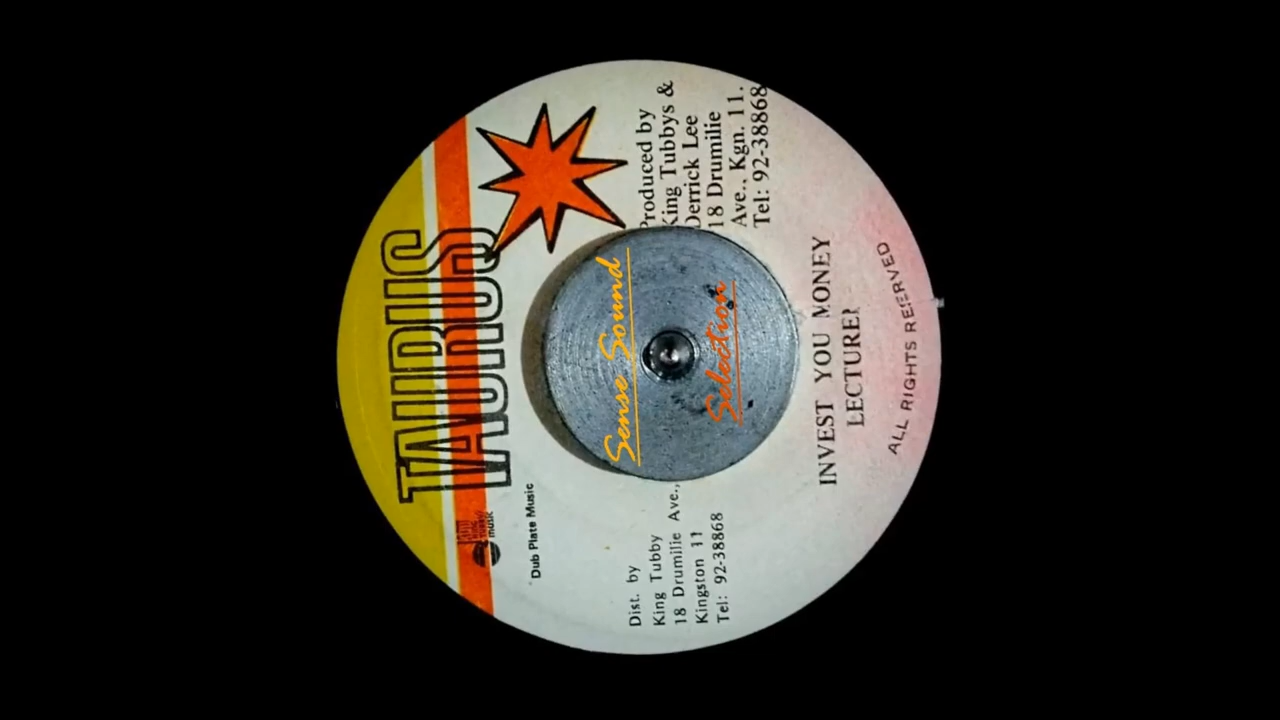 TAURUS
Dub Plate Music
Dist. by
King Tubby
18 Drumilie Ave.,
Kingston 11
Tel: 92-38868
Produced by
King Tubbys &
Derrick Lee
18 Drumilie
Ave., Kgn. 11.
Tel: 92-38868
Sense Sound
Selection
INVEST YOU MONEY
LECTURER
ALL RIGHTS RESERVED